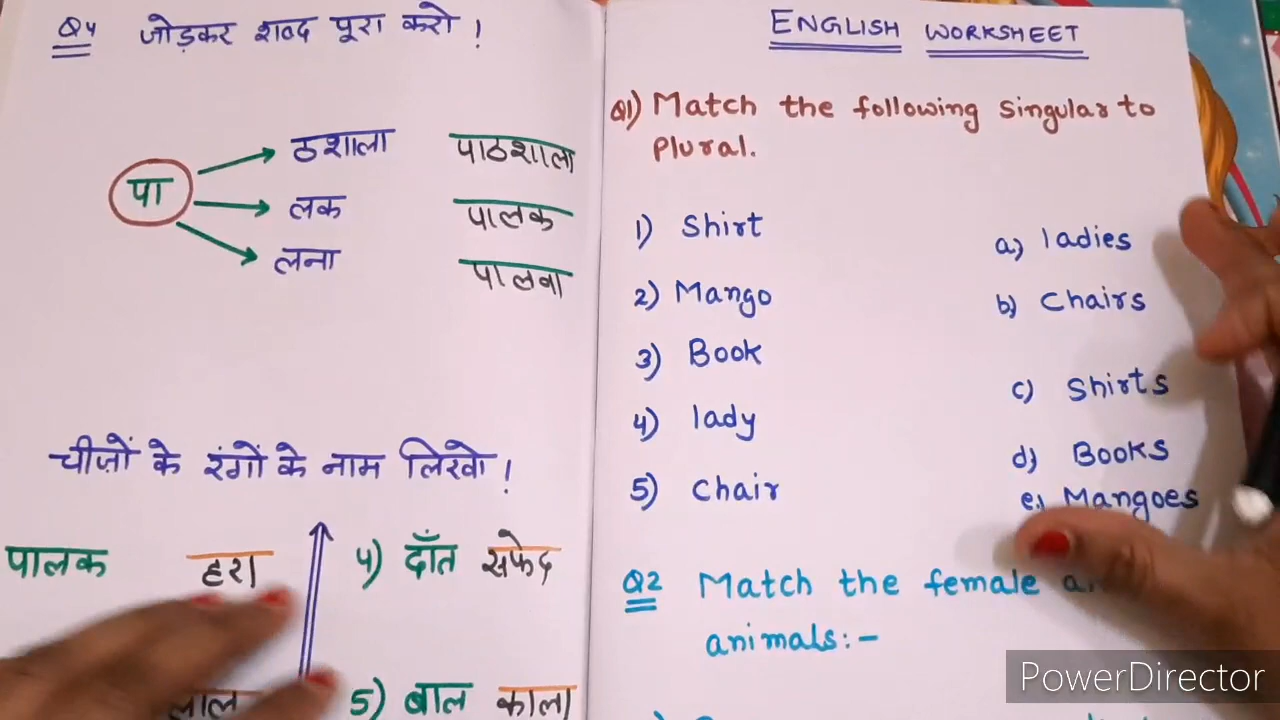 Q4 जोड़कर शब्द पूरा करो !
पा
ठशाला पाठशाला
लक पालक
लना पालना
चीज़ों के रंगों के नाम लिखो !
पालक हरा
4) दाँत सफेद
लाल
5) बाल काला
ENGLISH WORKSHEET
Q1) Match the following singular to
plural.
1) Shirt
2) Mango
3) Book
4) lady
5) Chair
a) ladies
b) Chairs
c) Shirts
d) Books
e) Mangoes
Q2 Match the female
animals:-
PowerDirector